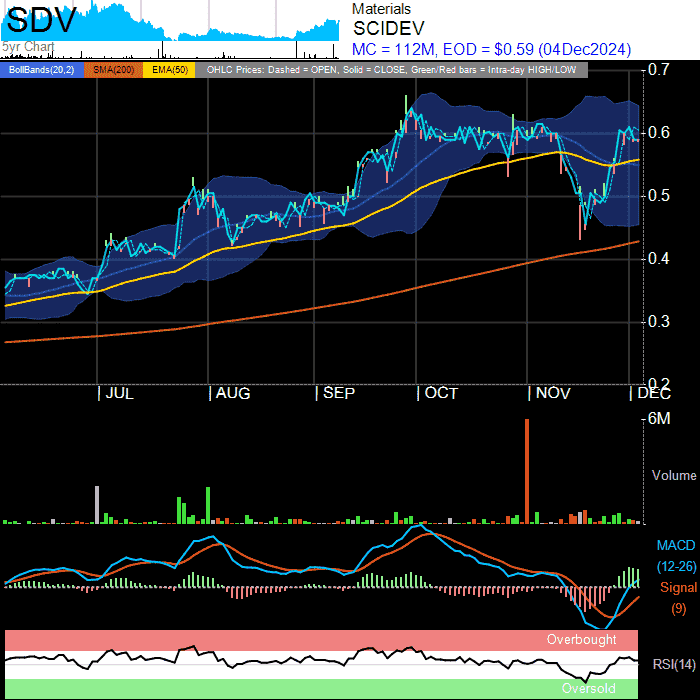 SDV
5yr Chart
Materials
SCIDEV
MC = 112M, EOD = $0.59 (04Dec2024)
BollBands(20,2) SMA(200) EMA(50) OHLC Prices: Dashed = OPEN, Solid = CLOSE, Green/Red bars = Intra-day HIGH/LOW
0.7
0.6
0.5
0.4
0.3
0.2
| JUL | AUG | SEP | OCT | NOV | DEC
6M
Volume
MACD
(12-26)
Signal
(9)
Overbought
RSI(14)
Oversold